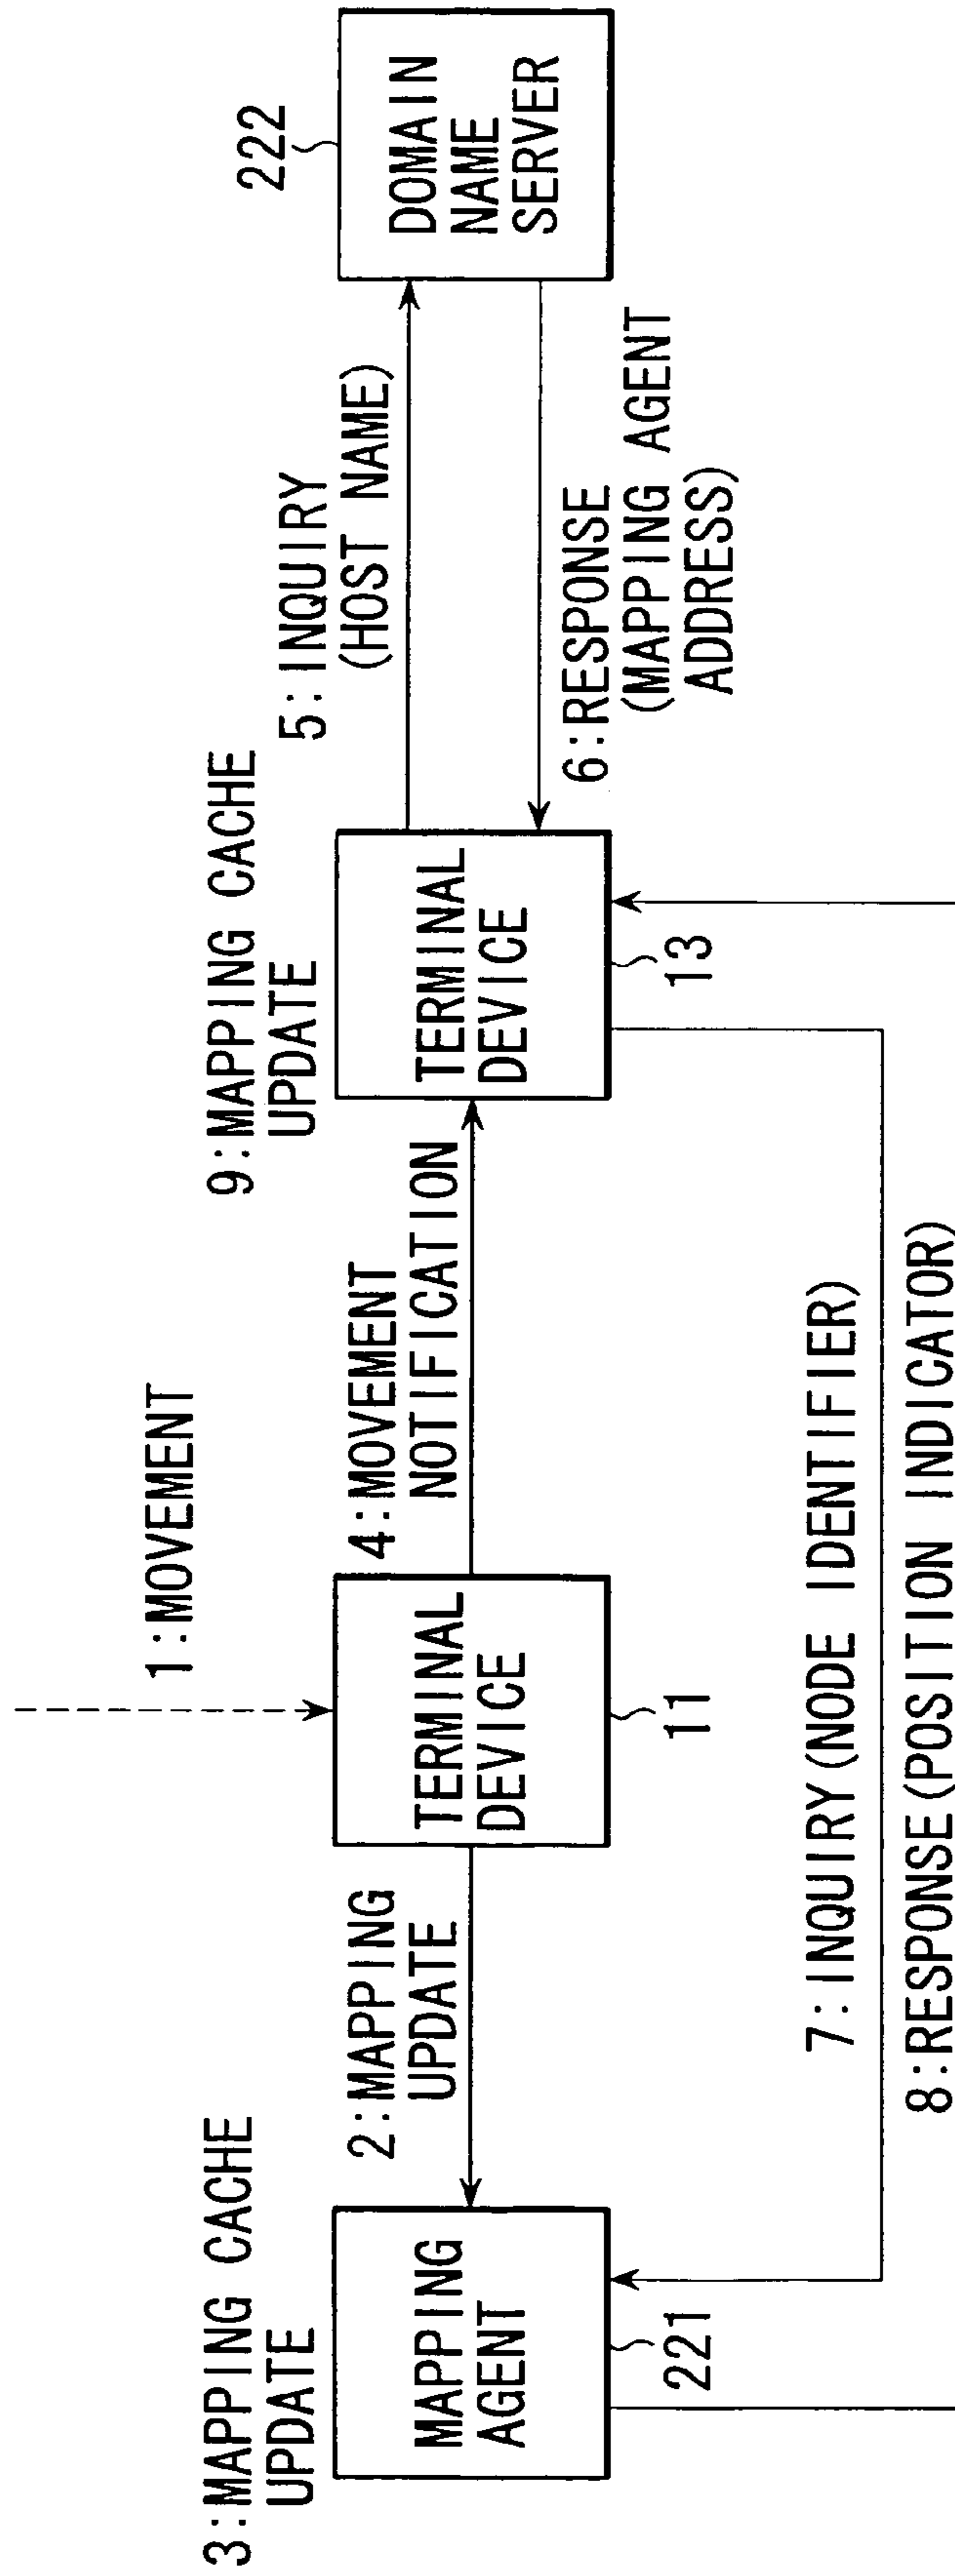 1:MOVEMENT
3:MAPPING CACHE
UPDATE
9:MAPPING CACHE
UPDATE
222
2:MAPPING
UPDATE
4:MOVEMENT
NOTIFICATION
5:INQUIRY
(HOST NAME)
MAPPING
AGENT
TERMINAL
DEVICE
TERMINAL
DEVICE
DOMAIN
NAME
SERVER
221
11
13
6:RESPONSE
(MAPPING AGENT
ADDRESS)
7:INQUIRY(NODE IDENTIFIER)
8:RESPONSE(POSITION INDICATOR)